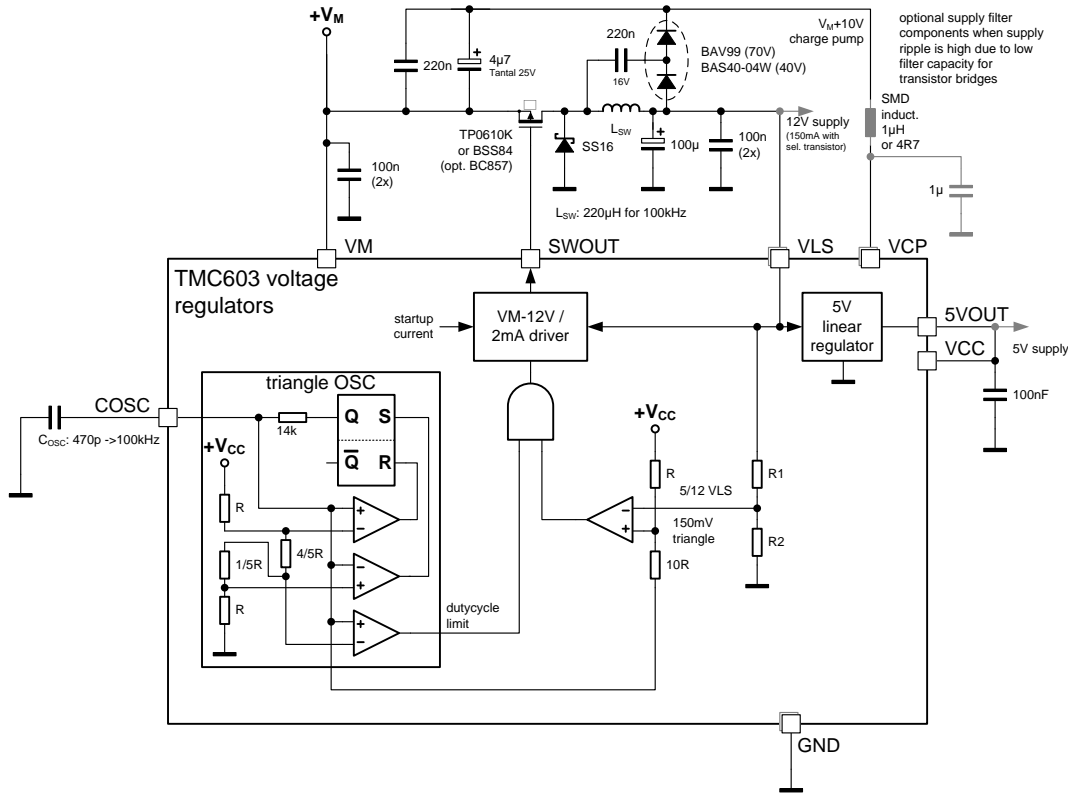 +VM
220n
4µ7
Tantal 25V
220n
16V
VM+10V
charge pump
BAV99 (70V)
BAS40-04W (40V)
optional supply filter
components when supply
ripple is high due to low
filter capacity for
transistor bridges
TP0610K
or BSS84
(opt. BC857)
SS16
LSW
100µ
100n
(2x)
12V supply
(150mA with
sel. transistor)
SMD
induct.
1µH
or 4R7
100n
(2x)
1µ
LSW: 220µH for 100kHz
VM
SWOUT
VLS
VCP
TMC603 voltage
regulators
startup
current
VM-12V /
2mA driver
5V
linear
regulator
5VOUT
VCC
5V supply
100nF
triangle OSC
COSC
COSC: 470p ->100kHz
14k
Q
S
Q
R
+VCC
R
4/5R
1/5R
R
+
−
−
+
+
−
dutycycle
limit
+VCC
R
5/12 VLS
−
+
150mV
triangle
10R
R1
R2
GND